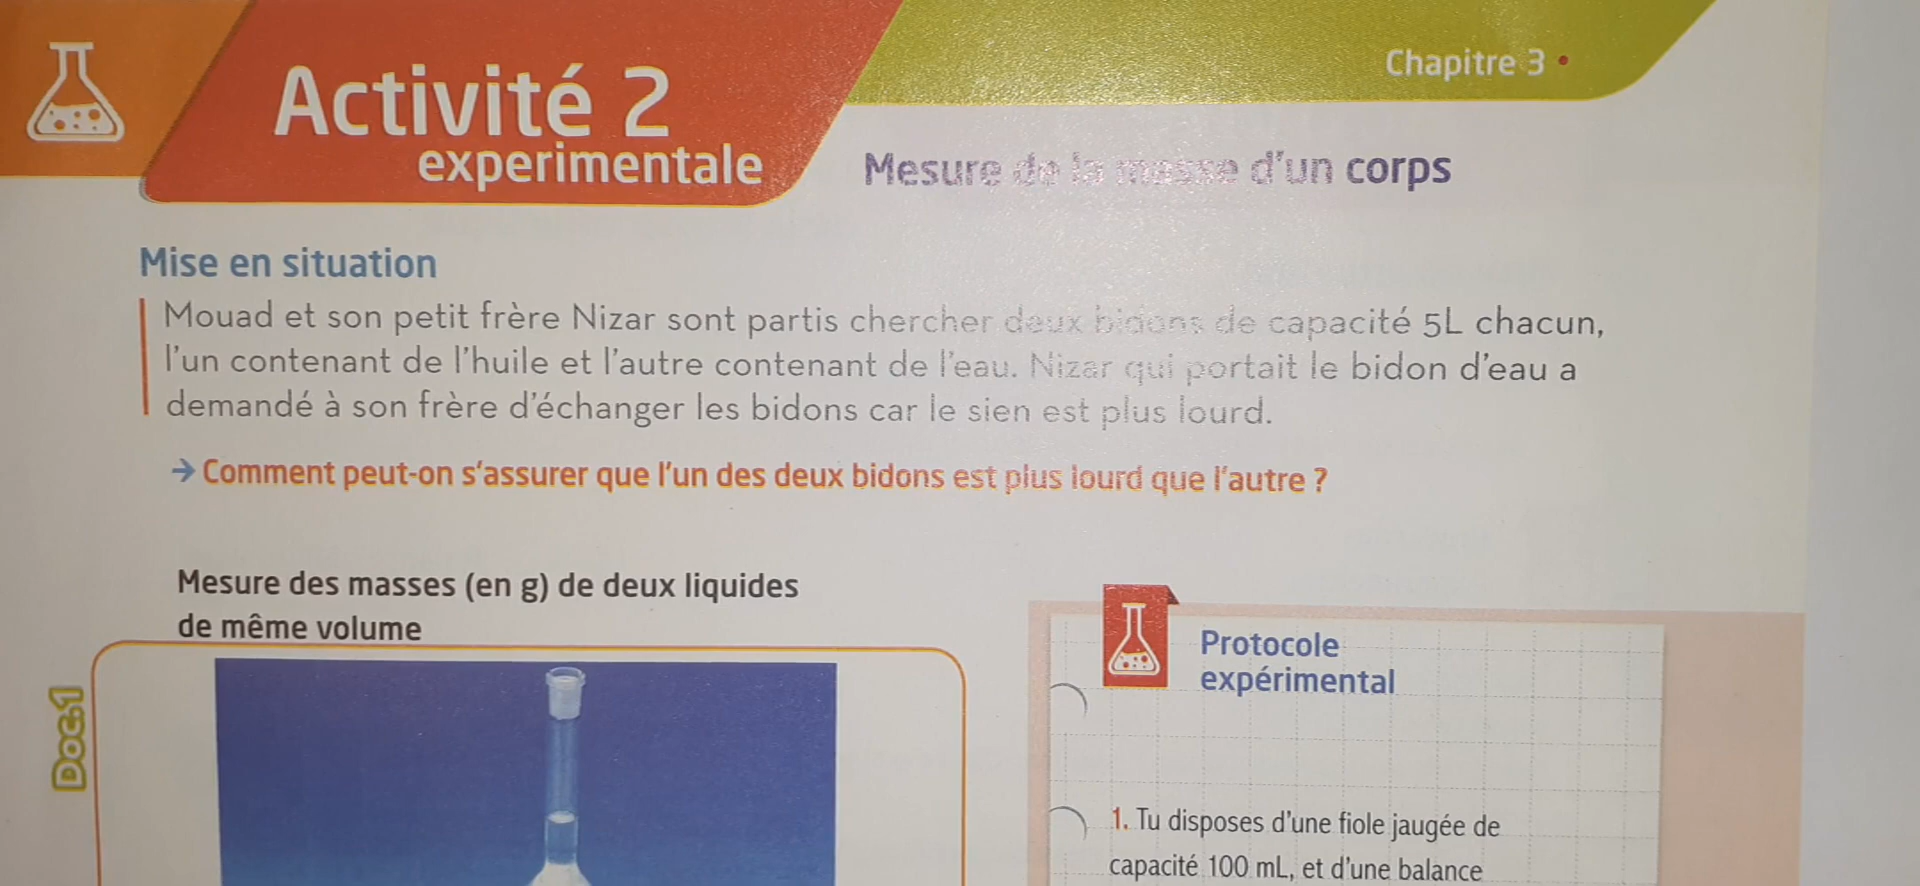 Chapitre 3 •
Activité 2
experimentale
Mesure de la masse d'un corps
Mise en situation
Mouad et son petit frère Nizar sont partis chercher deux bidons de capacité 5L chacun,
l'un contenant de l'huile et l'autre contenant de l'eau. Nizar qui portait le bidon d'eau a
demandé à son frère d'échanger les bidons car le sien est plus lourd.
→ Comment peut-on s'assurer que l'un des deux bidons est plus lourd que l'autre ?
Mesure des masses (en g) de deux liquides
de même volume
Doc.1
Protocole
expérimental
1. Tu disposes d'une fiole jaugée de
capacité 100 mL, et d'une balance